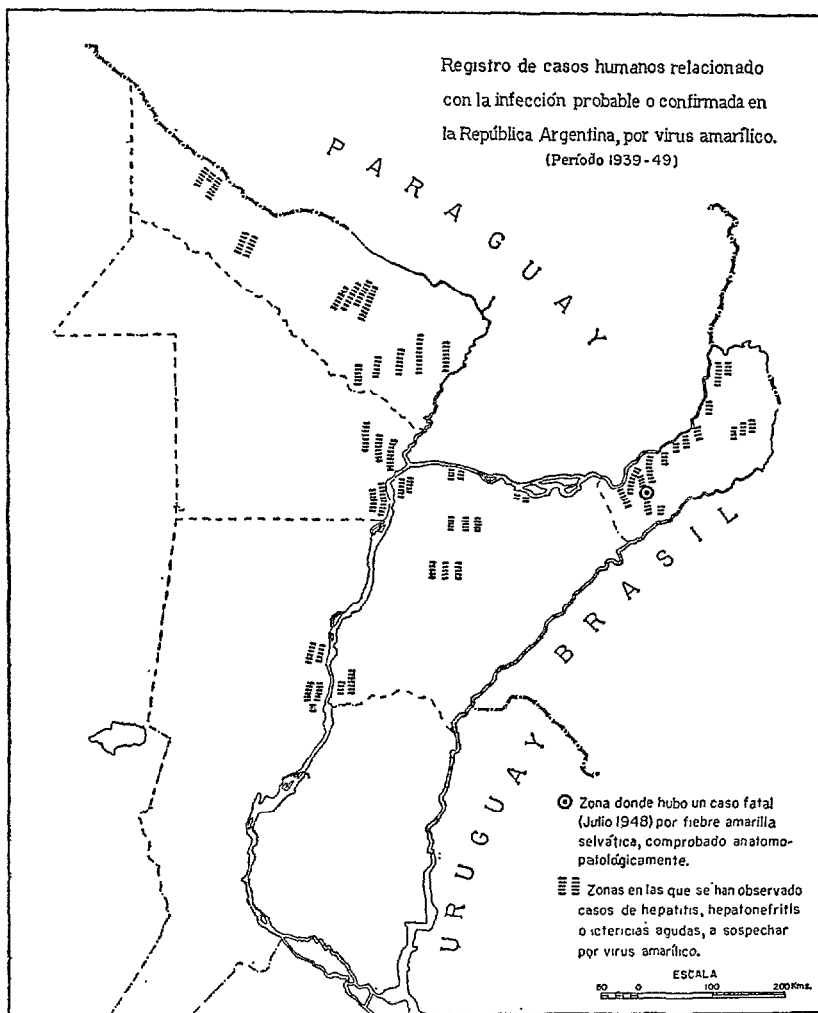 Registro de casos humanos relacionado
con la infección probable o confirmada en
la República Argentina, por virus amarílico.
(Período 1939-49)
PARAGUAY
BRASIL
URUGUAY
Zona donde hubo un caso fatal
(Julio 1948) por fiebre amarilla
selvática, comprobado anatomo-
patológicamente.
Zonas en las que se han observado
casos de hepatitis, hepatonefritis
o ictericias agudas, a sospechar
por virus amarílico.
ESCALA
50 0 100 200 Kms.